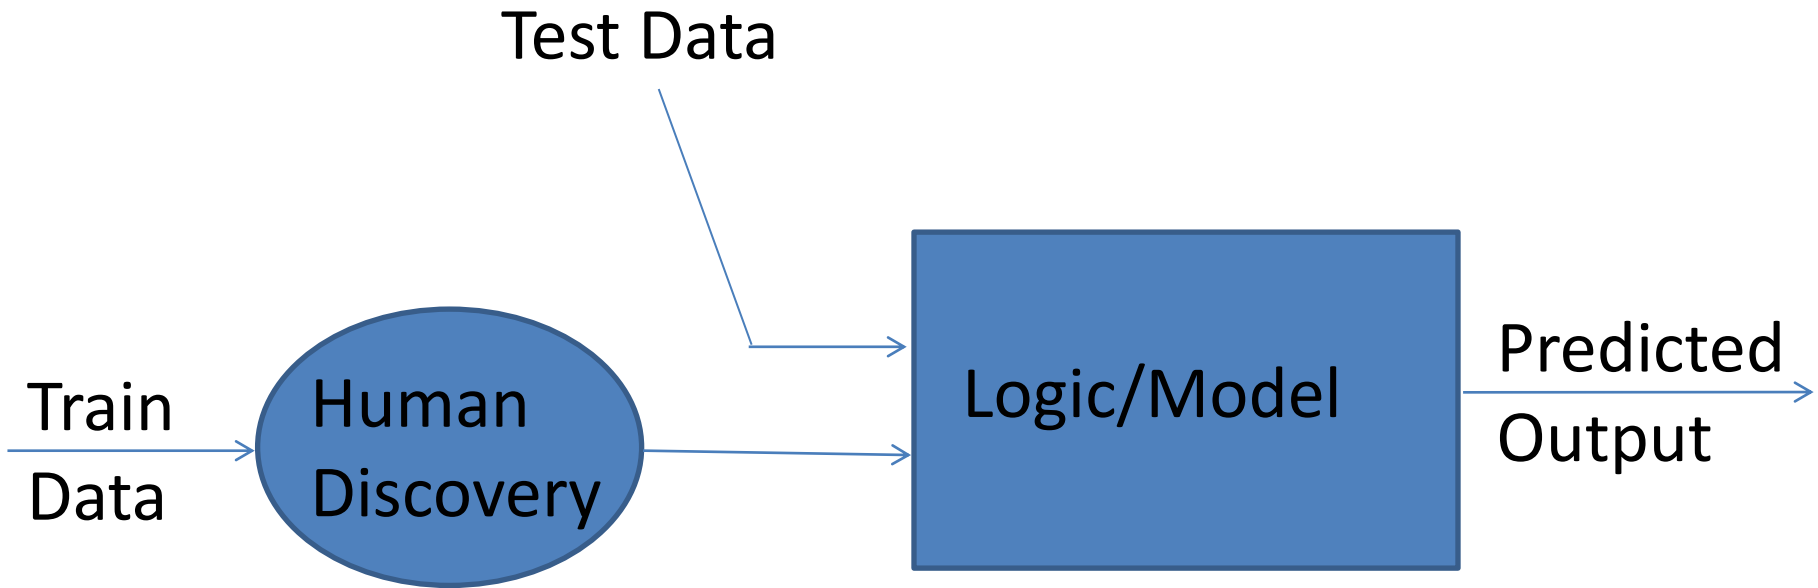 Test Data
Train
Data
Human
Discovery
Logic/Model
Predicted
Output